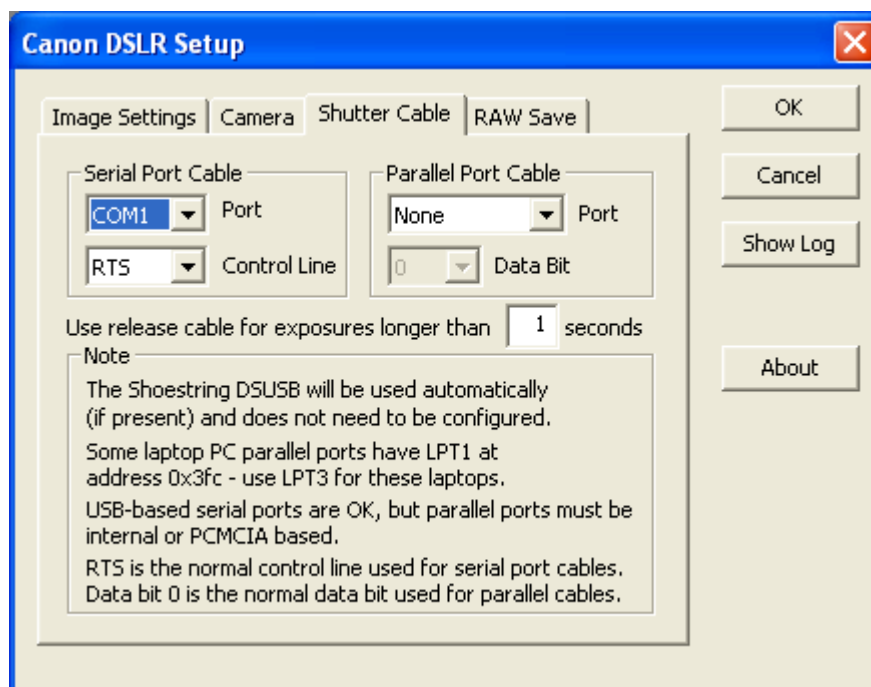 Canon DSLR Setup
Image Settings Camera Shutter Cable RAW Save
OK
Cancel
Show Log
About
Serial Port Cable
COM1 Port
RTS Control Line
Parallel Port Cable
None Port
0 Data Bit
Use release cable for exposures longer than 1 seconds
Note
The Shoestring DSUSB will be used automatically
(if present) and does not need to be configured.
Some laptop PC parallel ports have LPT1 at
address 0x3fc - use LPT3 for these laptops.
USB-based serial ports are OK, but parallel ports must be
internal or PCMCIA based.
RTS is the normal control line used for serial port cables.
Data bit 0 is the normal data bit used for parallel cables.